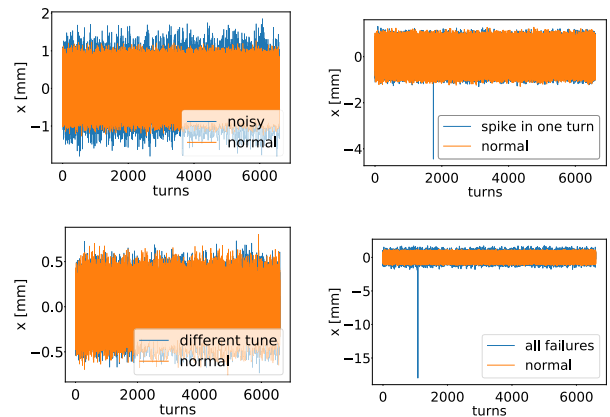 2
1
0
−1
x [mm]
noisy
normal
0 2000 4000 6000
turns
0
−2
−4
x [mm]
spike in one turn
normal
0 2000 4000 6000
turns
0.5
0.0
−0.5
x [mm]
different tune
normal
0 2000 4000 6000
turns
0
−5
−10
−15
x [mm]
all failures
normal
0 2000 4000 6000
turns